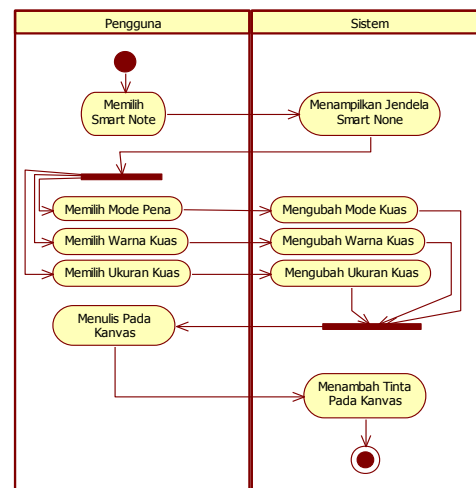 Pengguna
Sistem
Memilih
Smart Note
Menampilkan Jendela
Smart None
Memilih Mode Pena
Mengubah Mode Kuas
Memilih Warna Kuas
Mengubah Warna Kuas
Memilih Ukuran Kuas
Mengubah Ukuran Kuas
Menulis Pada
Kanvas
Menambah Tinta
Pada Kanvas